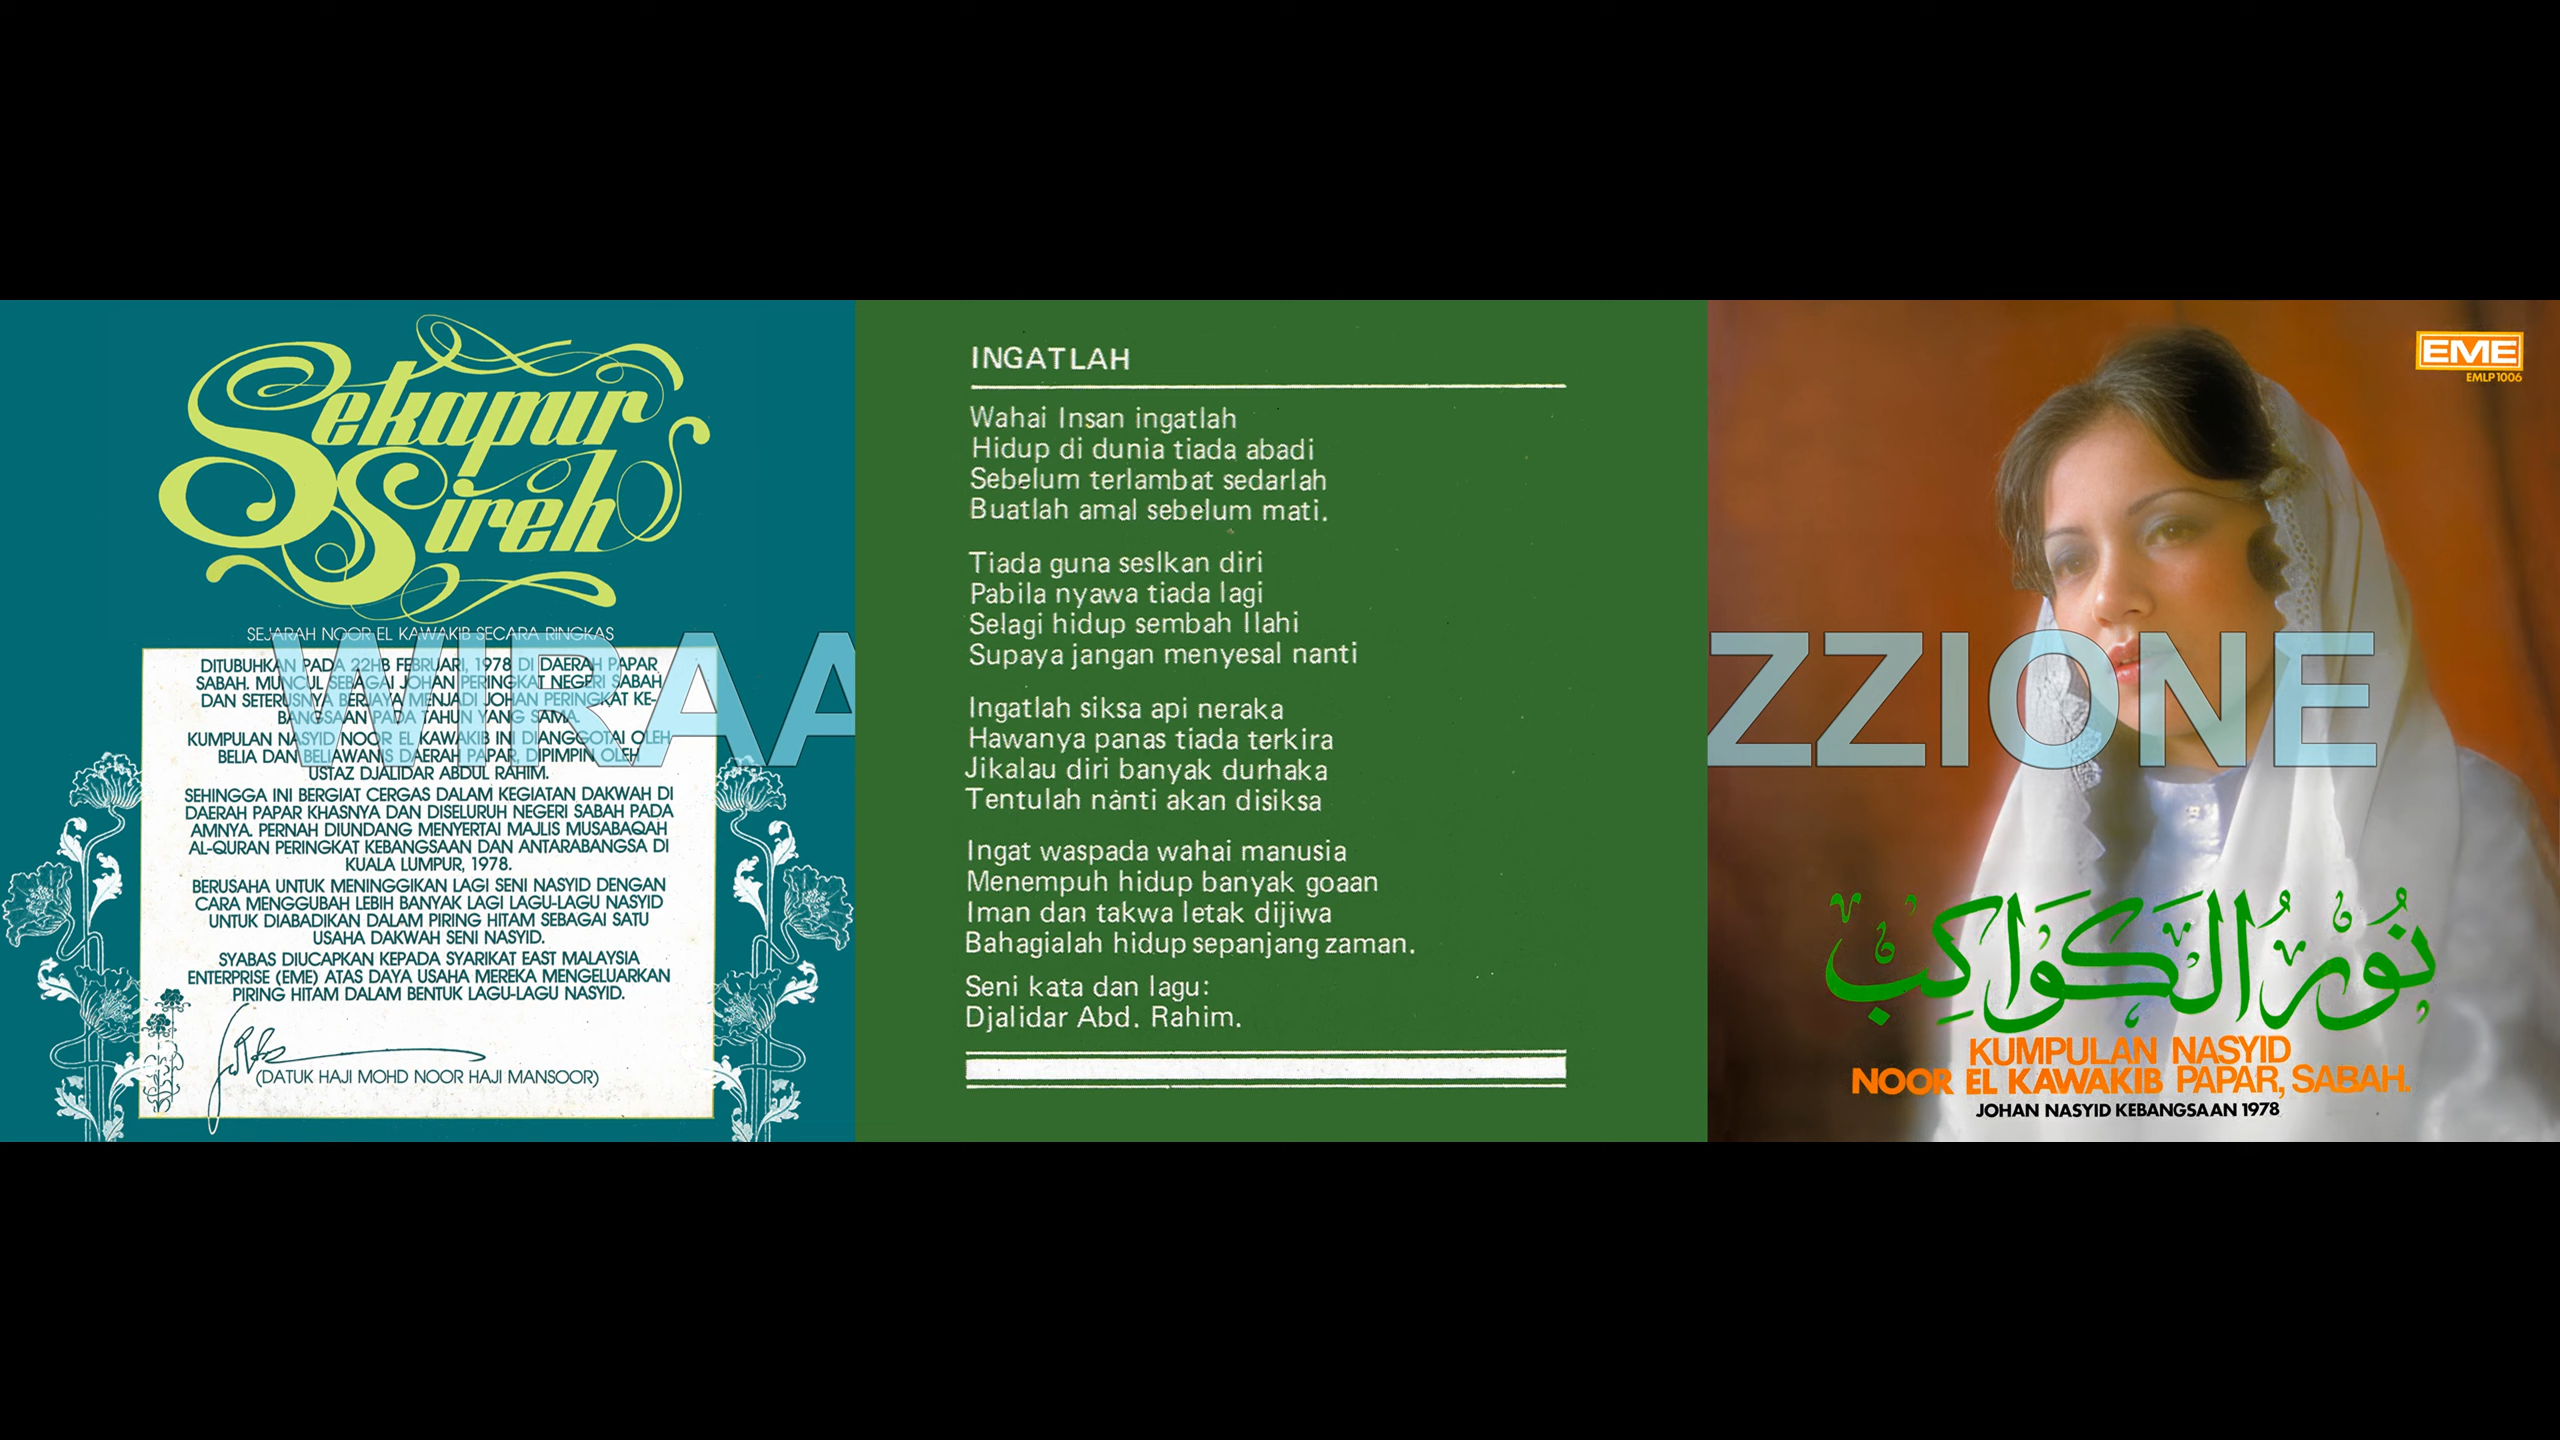 Sekapur
Sireh
SEJARAH NOOR EL KAWAKIB SECARA RINGKAS
DITUBUHKAN PADA 22HB FEBRUARI, 1978 DI DAERAH PAPAR
SABAH. MUNCUL SEBAGAI JOHAN PERINGKAT NEGERI SABAH
DAN SETERUSNYA BERJAYA MENJADI JOHAN PERINGKAT KE-
BANGSAAN PADA TAHUN YANG SAMA.
KUMPULAN NASYID NOOR EL KAWAKIB INI DIANGGOTAI OLEH
BELIA DAN BELIAWANIS DAERAH PAPAR, DIPIMPIN OLEH
USTAZ DJALIDAR ABDUL RAHIM.
SEHINGGA INI BERGIAT CERGAS DALAM KEGIATAN DAKWAH DI
DAERAH PAPAR KHASNYA DAN DISELURUH NEGERI SABAH PADA
AMNYA. PERNAH DIUNDANG MENYERTAI MAJLIS MUSABAQAH
AL-QURAN PERINGKAT KEBANGSAAN DAN ANTARABANGSA DI
KUALA LUMPUR, 1978.
BERUSAHA UNTUK MENINGGIKAN LAGI SENI NASYID DENGAN
CARA MENGGUBAH LEBIH BANYAK LAGI LAGU-LAGU NASYID
UNTUK DIABADIKAN DALAM PIRING HITAM SEBAGAI SATU
USAHA DAKWAH SENI NASYID.
SYABAS DIUCAPKAN KEPADA SYARIKAT EAST MALAYSIA
ENTERPRISE (EME) ATAS DAYA USAHA MEREKA MENGELUARKAN
PIRING HITAM DALAM BENTUK LAGU-LAGU NASYID.
(DATUK HAJI MOHD NOOR HAJI MANSOOR)
WIRAA
INGATLAH
Wahai Insan ingatlah
Hidup di dunia tiada abadi
Sebelum terlambat sedarlah
Buatlah amal sebelum mati.
Tiada guna seslkan diri
Pabila nyawa tiada lagi
Selagi hidup sembah Ilahi
Supaya jangan menyesal nanti
Ingatlah siksa api neraka
Hawanya panas tiada terkira
Jikalau diri banyak durhaka
Tentulah nanti akan disiksa
Ingat waspada wahai manusia
Menempuh hidup banyak goaan
Iman dan takwa letak dijiwa
Bahagialah hidup sepanjang zaman.
Seni kata dan lagu:
Djalidar Abd. Rahim.
EME
EMLP 1006
ZZIONE
نُورُ الْكَوَاكِب
KUMPULAN NASYID
NOOR EL KAWAKIB PAPAR, SABAH.
JOHAN NASYID KEBANGSAAN 1978